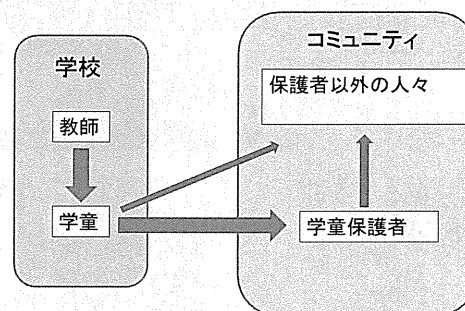 学校
教師
学童
コミュニティ
保護者以外の人々
学童保護者